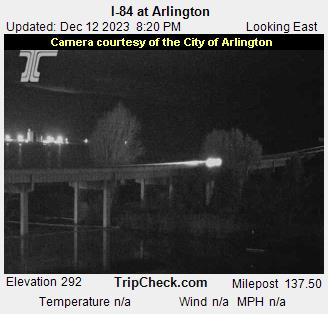 I-84 at Arlington
Updated: Dec 12 2023 8:20 PM Looking East
Camera courtesy of the City of Arlington
Elevation 292 TripCheck.com Milepost 137.50
Temperature n/a Wind n/a MPH n/a